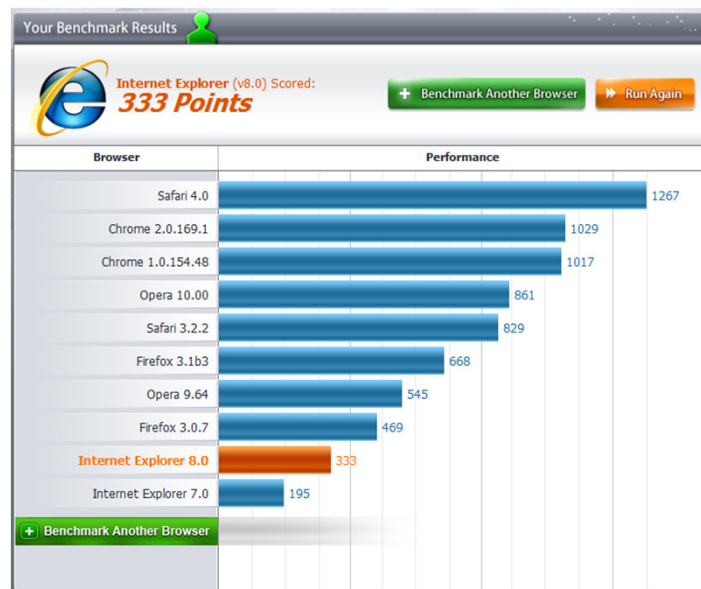 Your Benchmark Results
Internet Explorer (v8.0) Scored:
333 Points
Benchmark Another Browser
Run Again
Browser Performance
Safari 4.0 1267
Chrome 2.0.169.1 1029
Chrome 1.0.154.48 1017
Opera 10.00 861
Safari 3.2.2 829
Firefox 3.1b3 668
Opera 9.64 545
Firefox 3.0.7 469
Internet Explorer 8.0 333
Internet Explorer 7.0 195
Benchmark Another Browser